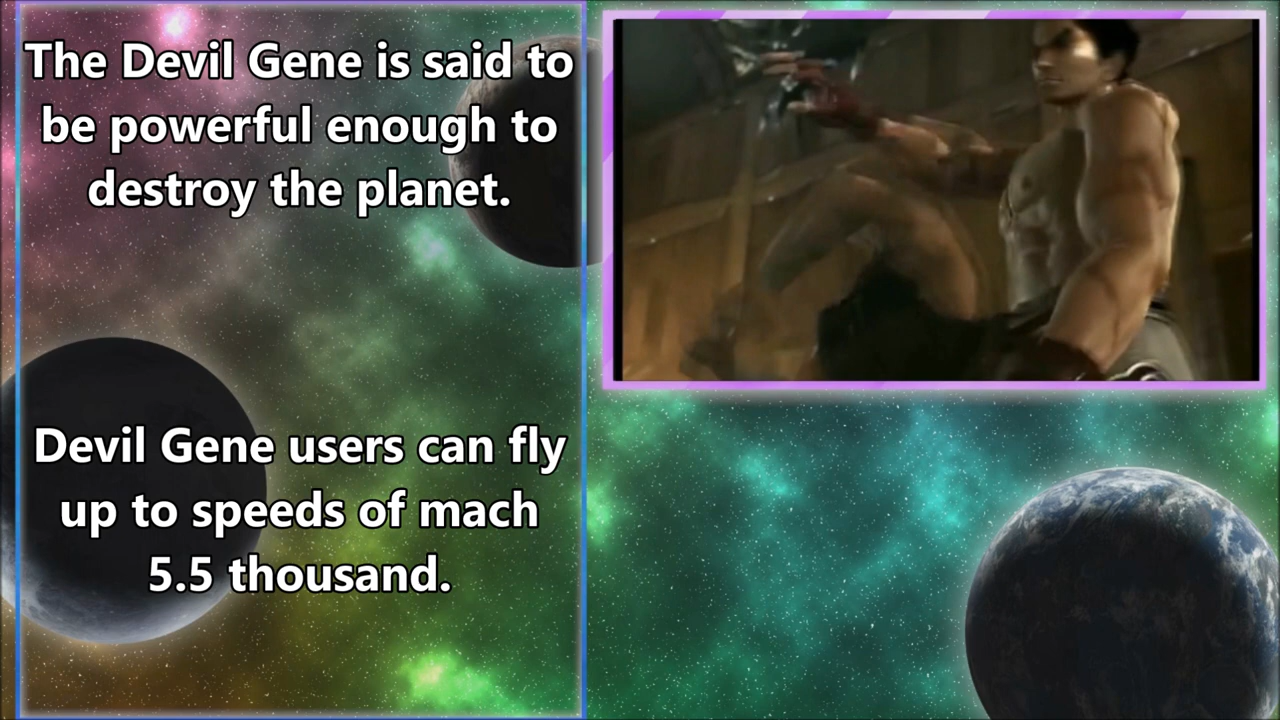 The Devil Gene is said to
be powerful enough to
destroy the planet.
Devil Gene users can fly
up to speeds of mach
5.5 thousand.